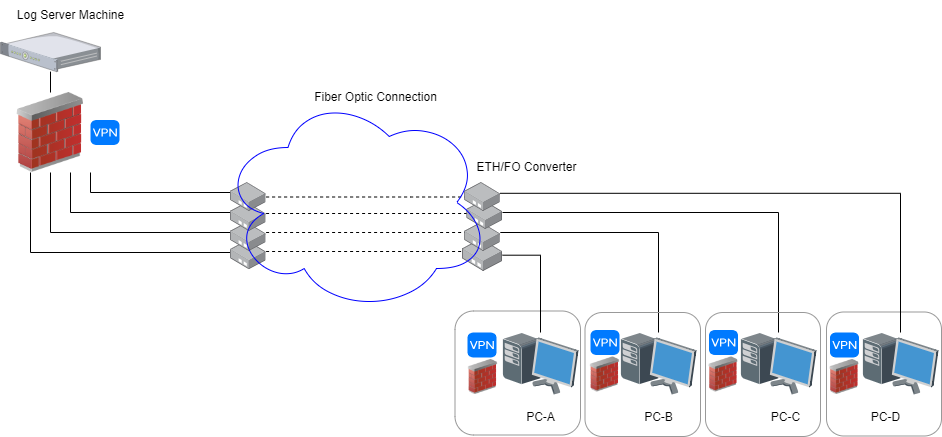 Log Server Machine
VPN
Fiber Optic Connection
ETH/FO Converter
VPN
VPN
VPN
VPN
PC-A
PC-B
PC-C
PC-D